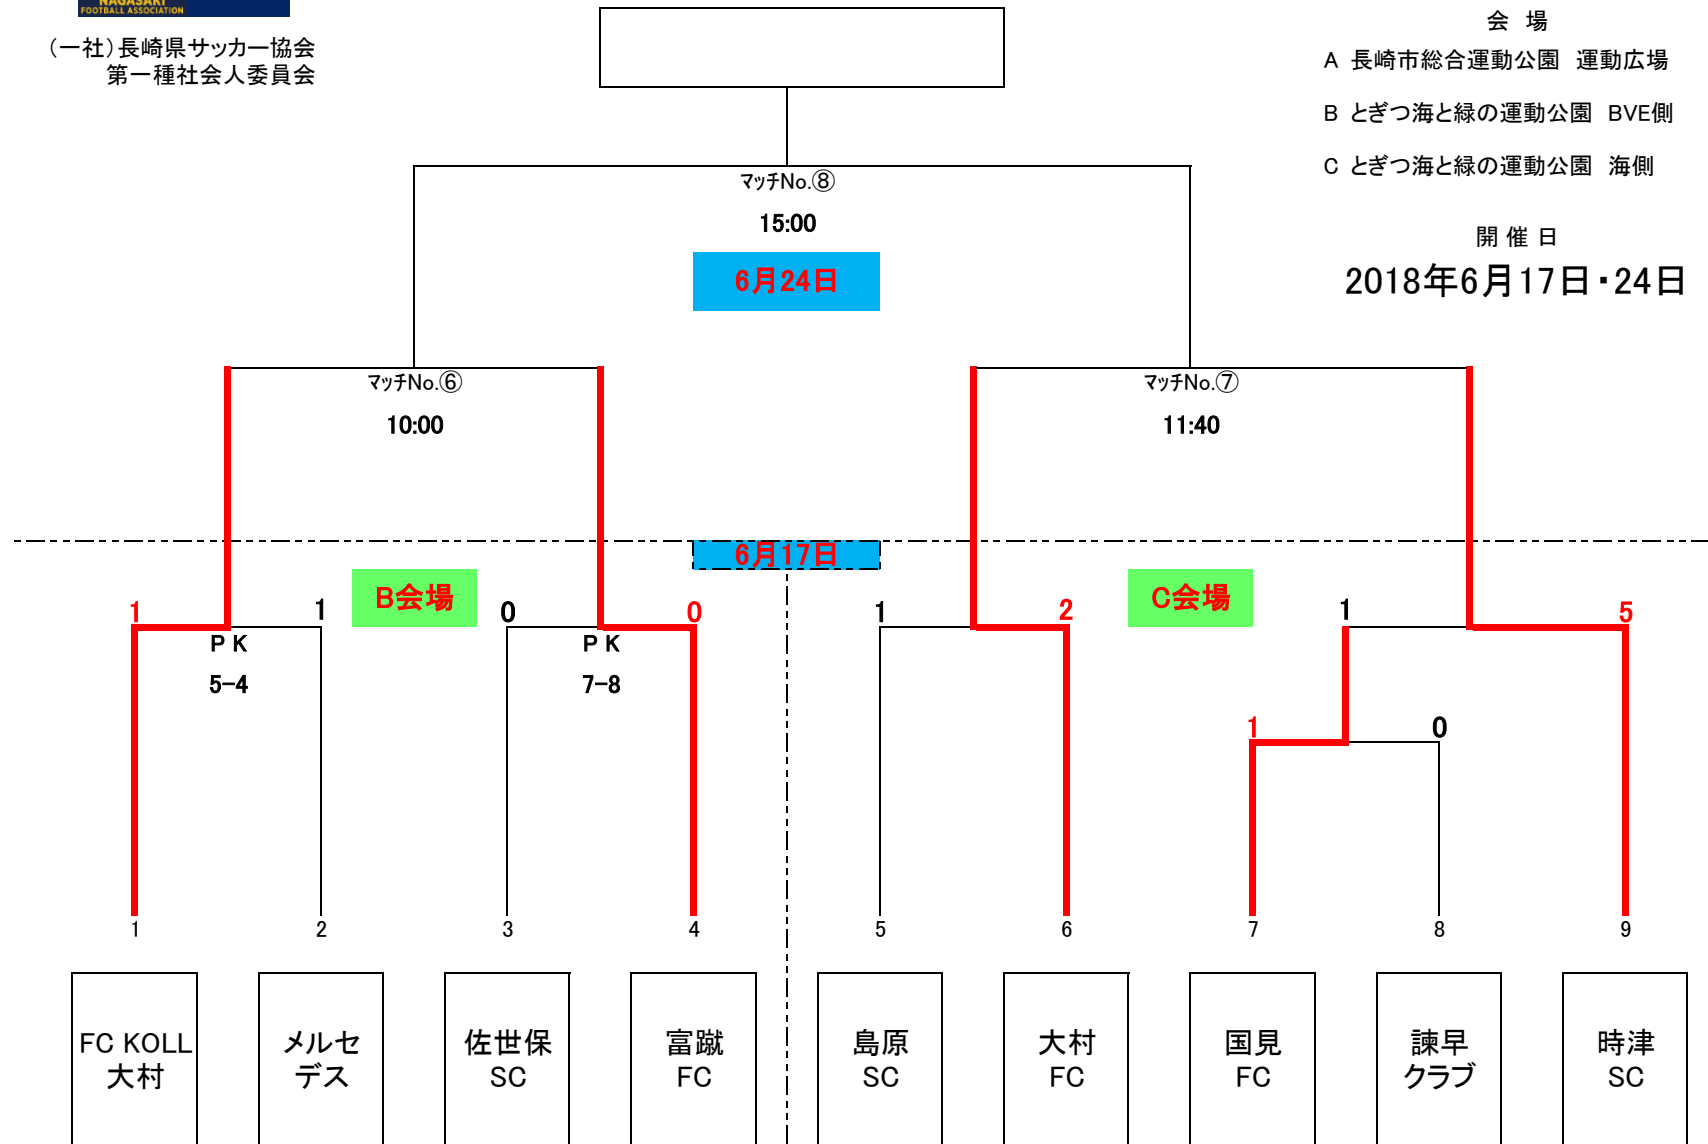 NAGASAKI
FOOTBALL ASSOCIATION
（一社）長崎県サッカー協会
第一種社会人委員会
会 場
A 長崎市総合運動公園 運動広場
B とぎつ海と緑の運動公園 BVE側
C とぎつ海と緑の運動公園 海側
開 催 日
2018年6月17日・24日
マッチNo.⑧
15:00
6月24日
マッチNo.⑥
10:00
マッチNo.⑦
11:40
6月17日
B会場
C会場
1 1 0 0 1 2 1 5
P K
5-4
P K
7-8
1 0
1 2 3 4 5 6 7 8 9
FC KOLL
大村
メルセ
デス
佐世保
SC
富蹴
FC
島原
SC
大村
FC
国見
FC
諫早
クラブ
時津
SC